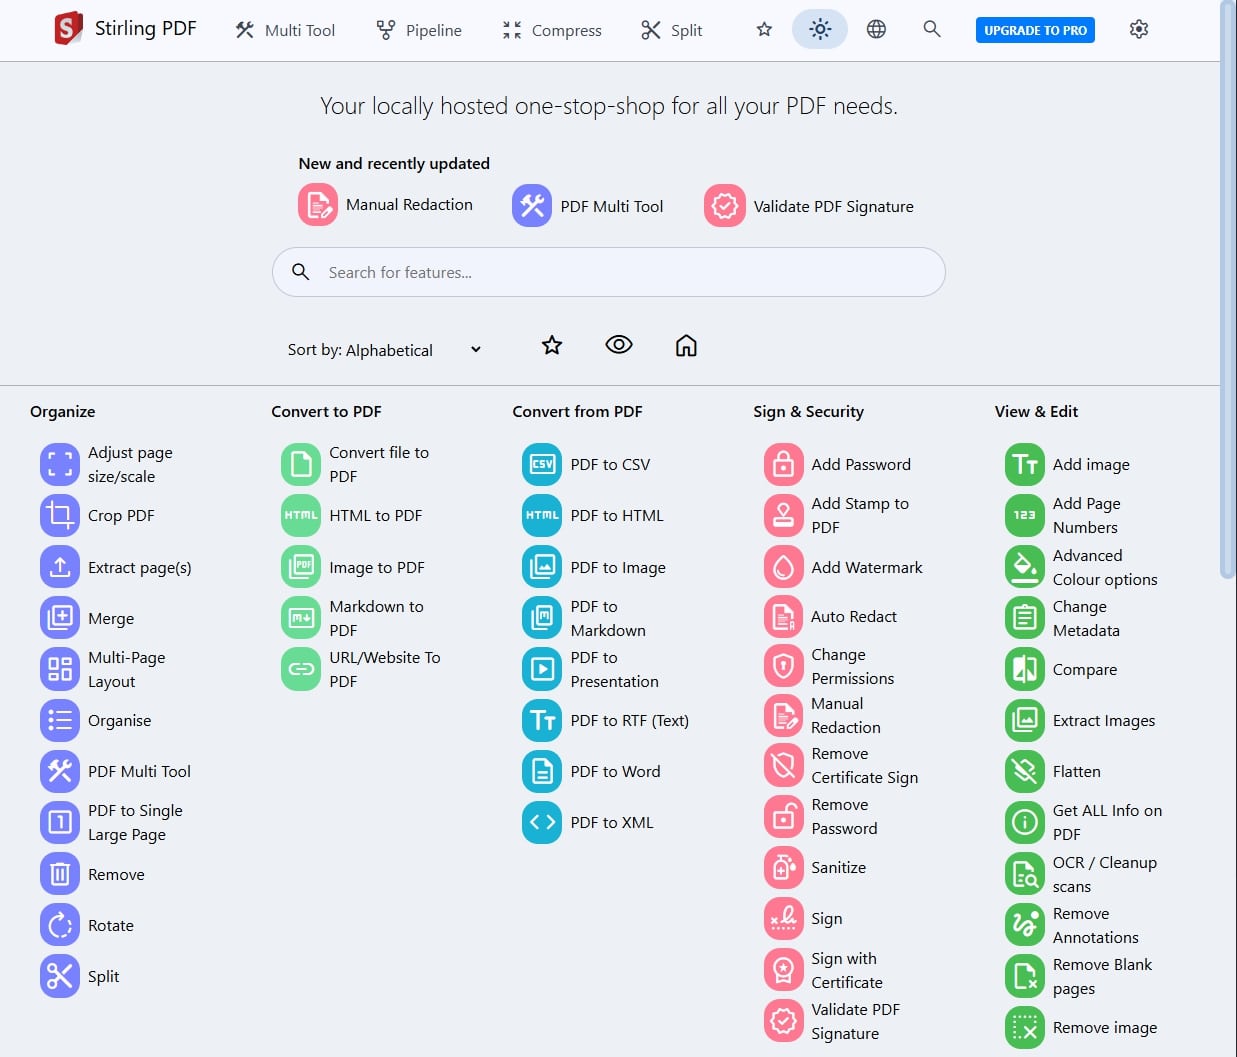 Stirling PDF
Multi Tool
Pipeline
Compress
Split
UPGRADE TO PRO
Your locally hosted one-stop-shop for all your PDF needs.
New and recently updated
Manual Redaction
PDF Multi Tool
Validate PDF Signature
Search for features...
Sort by: Alphabetical
Organize
Adjust page
size/scale
Crop PDF
Extract page(s)
Merge
Multi-Page
Layout
Organise
PDF Multi Tool
1
PDF to Single
Large Page
Remove
Rotate
Split
Convert to PDF
Convert file to
PDF
HTML
HTML to PDF
PDF
Image to PDF
Markdown to
PDF
URL/Website To
PDF
Convert from PDF
CSV
PDF to CSV
HTML
PDF to HTML
PDF to Image
PDF to
Markdown
PDF to
Presentation
Tт
PDF to RTF (Text)
PDF to Word
PDF to XML
Sign & Security
Add Password
Add Stamp to
PDF
Add Watermark
Auto Redact
Change
Permissions
Manual
Redaction
Remove
Certificate Sign
Remove
Password
Sanitize
Sign
Sign with
Certificate
Validate PDF
Signature
View & Edit
Tт
Add image
123
Add Page
Numbers
Advanced
Colour options
Change
Metadata
Compare
Extract Images
Flatten
Get ALL Info on
PDF
OCR / Cleanup
scans
Remove
Annotations
Remove Blank
pages
Remove image